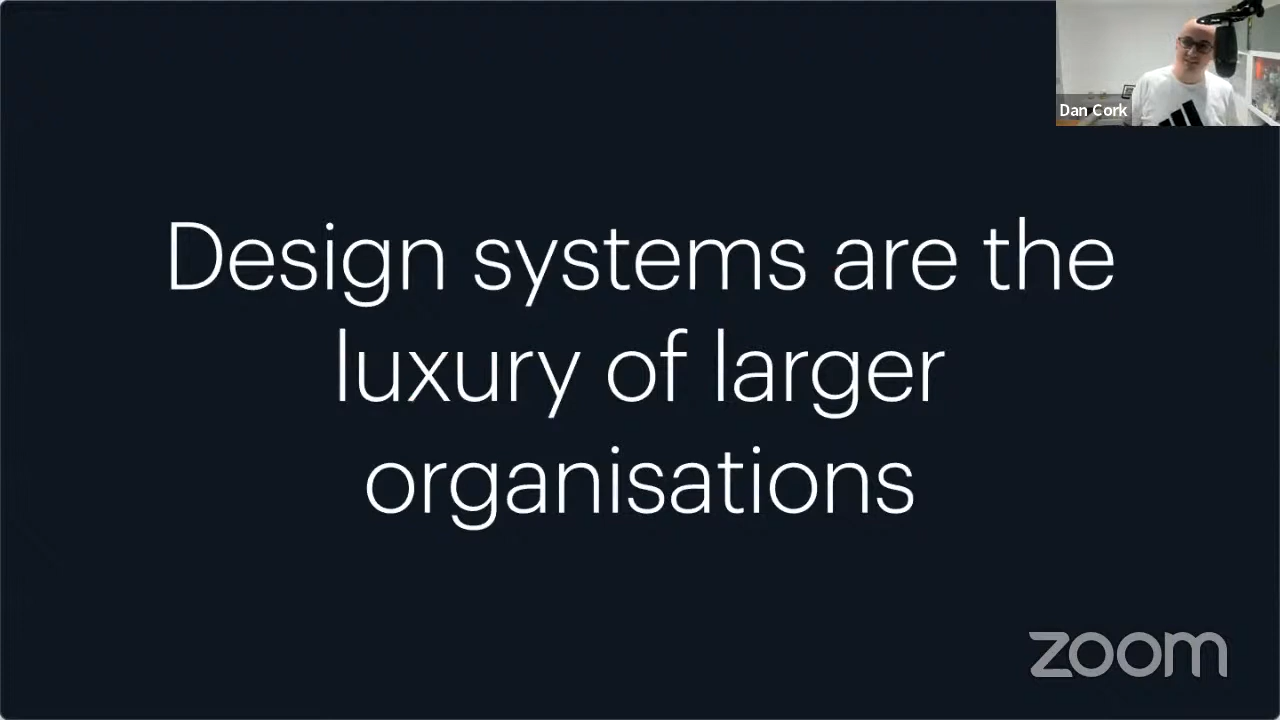 Dan Cork
Design systems are the
luxury of larger
organisations
zoom